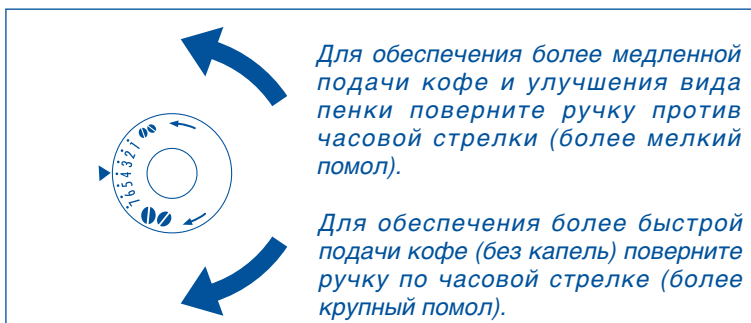 Для обеспечения более медленной
подачи кофе и улучшения вида
пенки поверните ручку против
часовой стрелки (более мелкий
помол).
7654321
Для обеспечения более быстрой
подачи кофе (без капель) поверните
ручку по часовой стрелке (более
крупный помол).